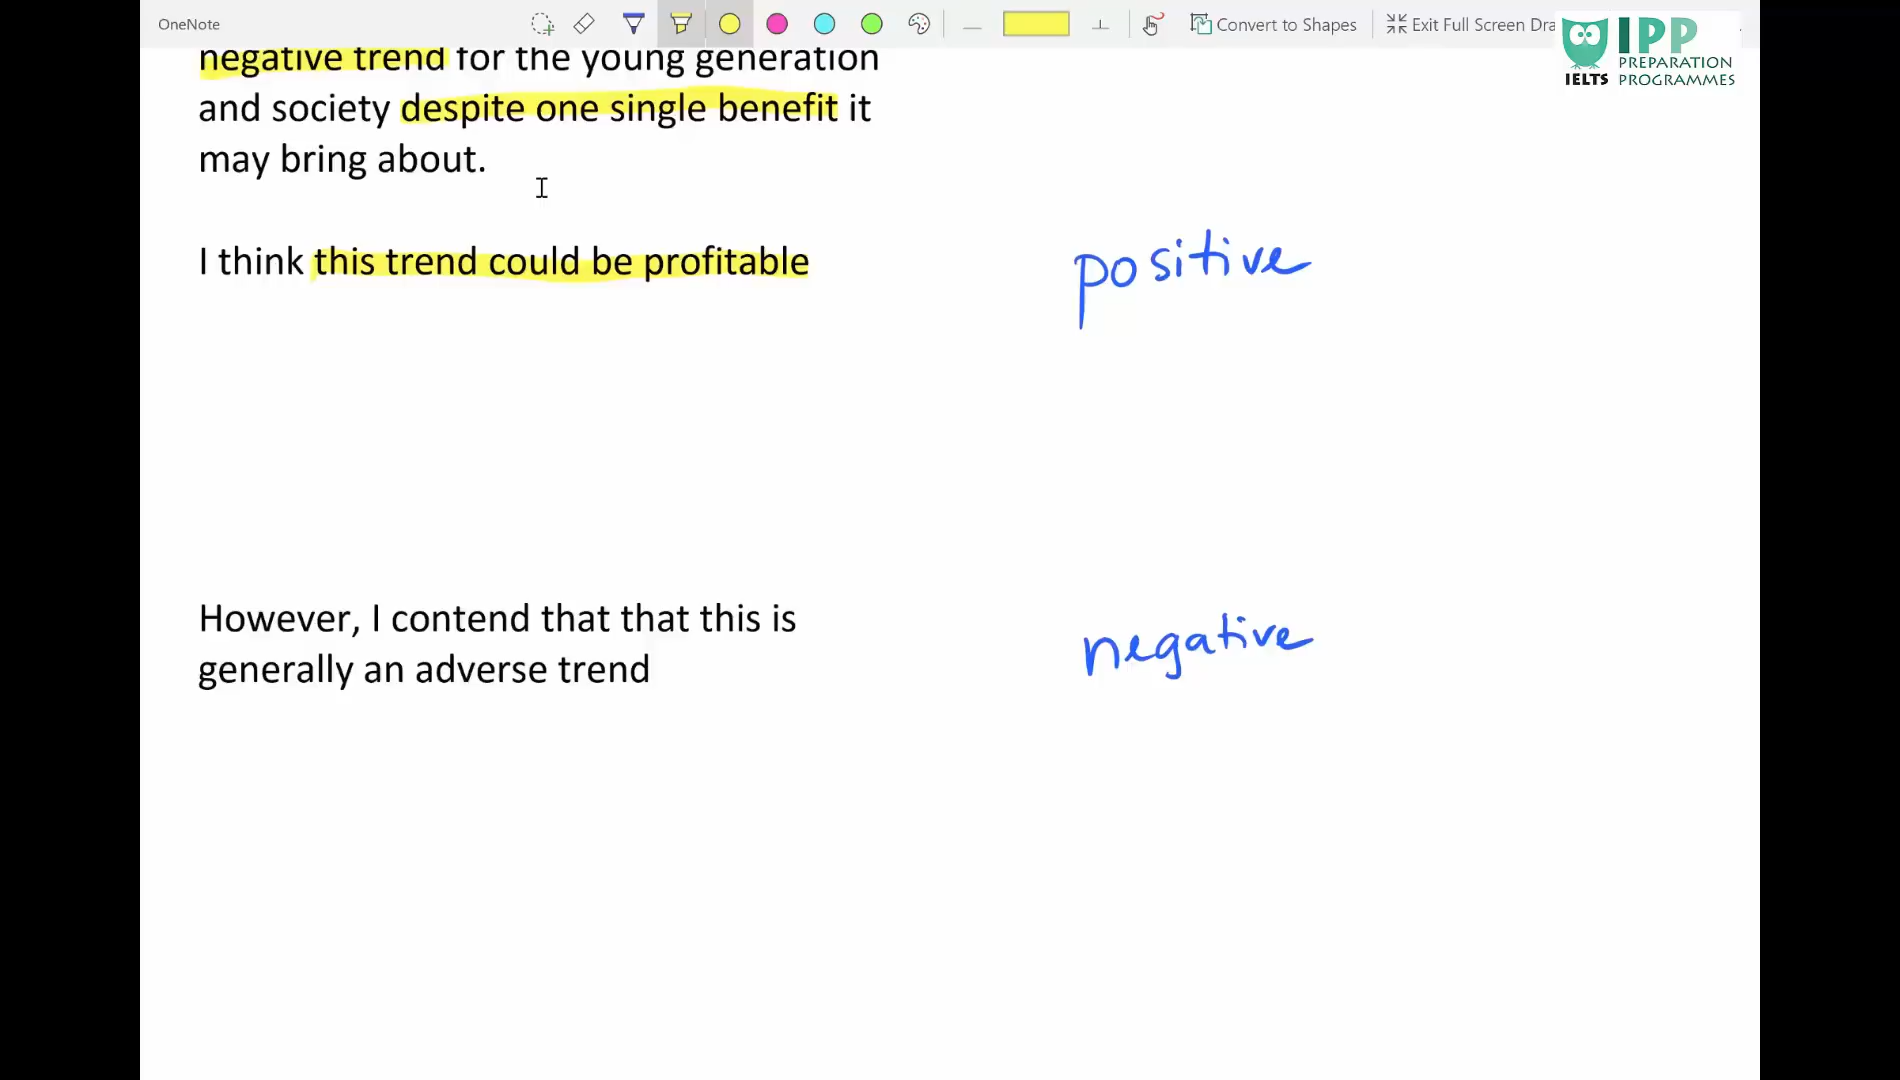 OneNote
Convert to Shapes
Exit Full Screen Dra
IPP
IELTS PREPARATION PROGRAMMES
negative trend for the young generation
and society despite one single benefit it
may bring about.
I think this trend could be profitable
positive
However, I contend that that this is
generally an adverse trend
negative